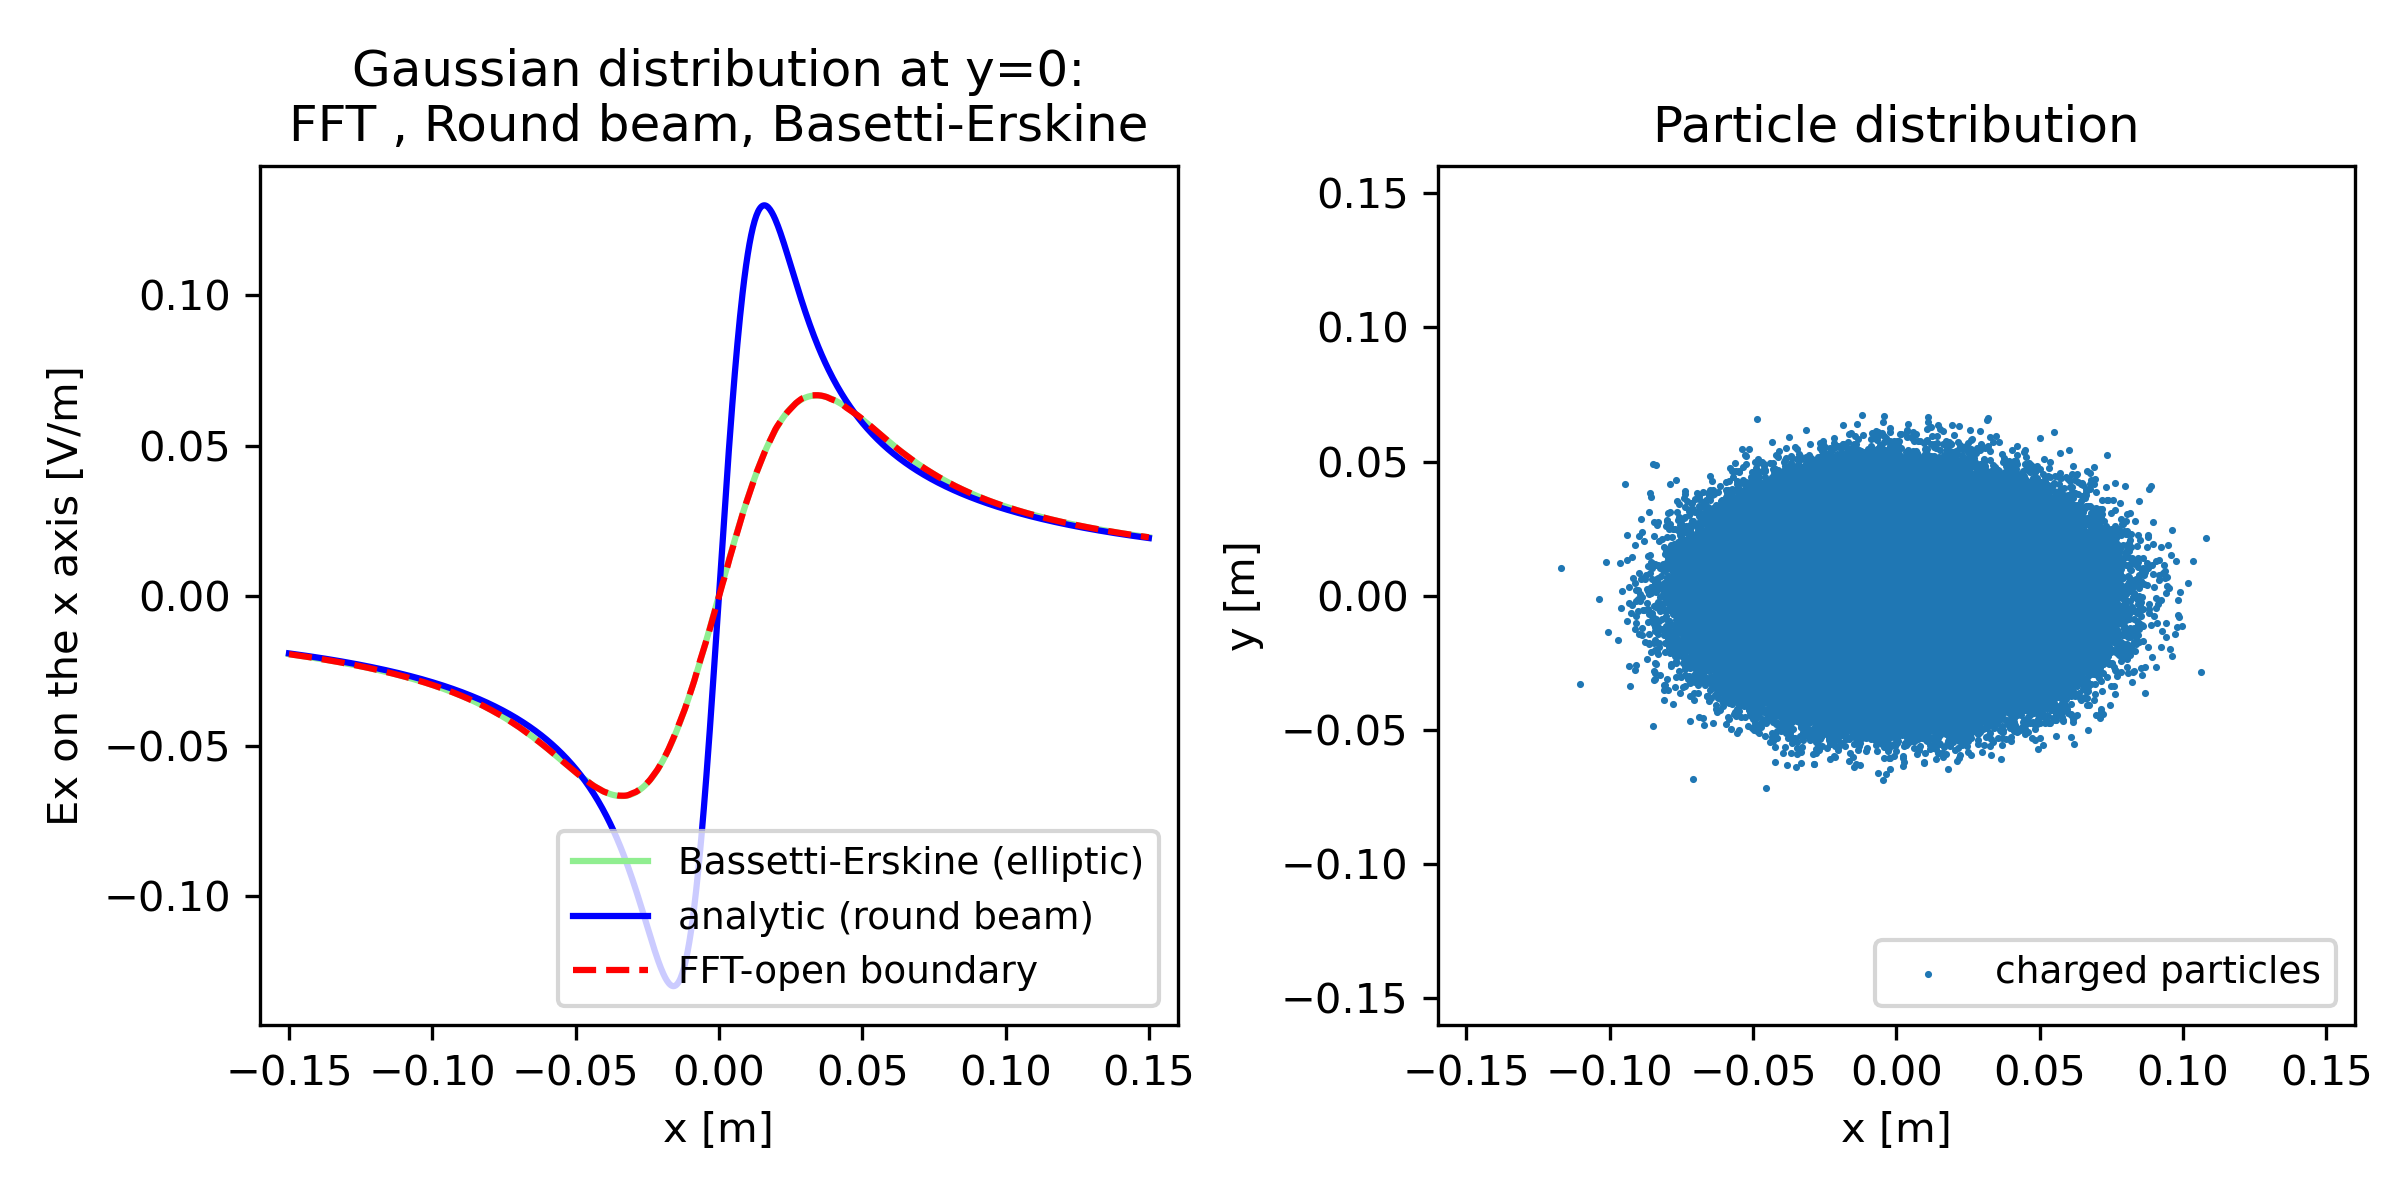 Gaussian distribution at y=0:
FFT , Round beam, Basetti-Erskine
Ex on the x axis [V/m]
0.10
0.05
0.00
−0.05
−0.10
Bassetti-Erskine (elliptic)
analytic (round beam)
FFT-open boundary
−0.15 −0.10 −0.05 0.00 0.05 0.10 0.15
x [m]
Particle distribution
y [m]
0.15
0.10
0.05
0.00
−0.05
−0.10
−0.15
charged particles
−0.15 −0.10 −0.05 0.00 0.05 0.10 0.15
x [m]